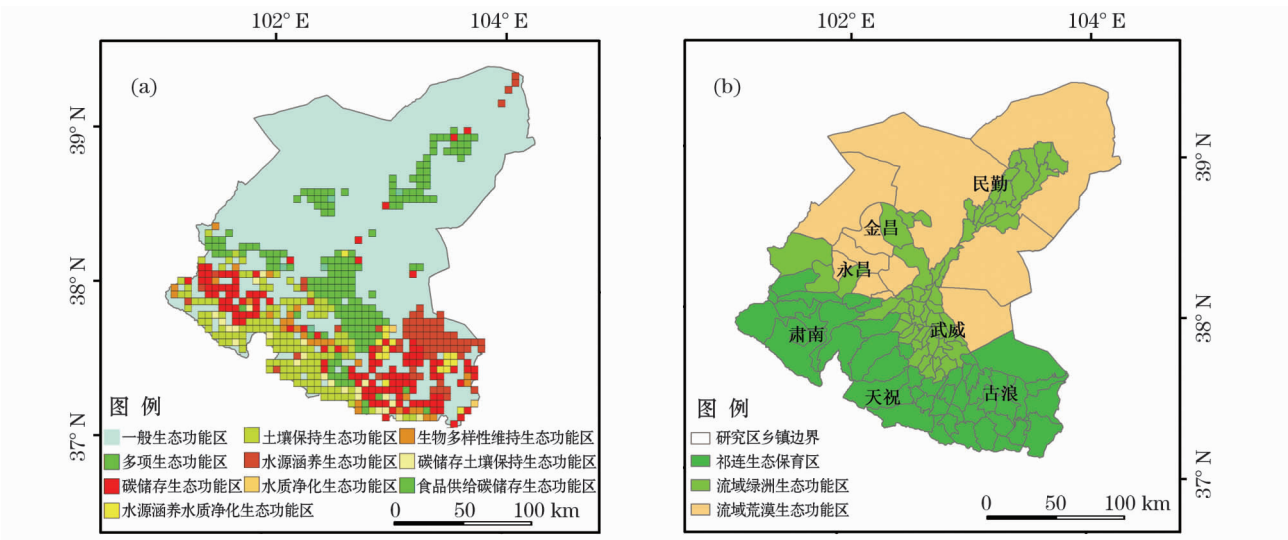 102° E
104° E
(a)
39° N
38° N
37° N
图 例
一般生态功能区
土壤保持生态功能区
生物多样性维持生态功能区
多项生态功能区
水源涵养生态功能区
碳储存土壤保持生态功能区
碳储存生态功能区
水质净化生态功能区
食品供给碳储存生态功能区
水源涵养水质净化生态功能区
0 50 100 km
102° E
104° E
(b)
39° N
38° N
37° N
民勤
金昌
永昌
武威
肃南
天祝
古浪
图 例
研究区乡镇边界
祁连生态保育区
流域绿洲生态功能区
流域荒漠生态功能区
0 50 100 km